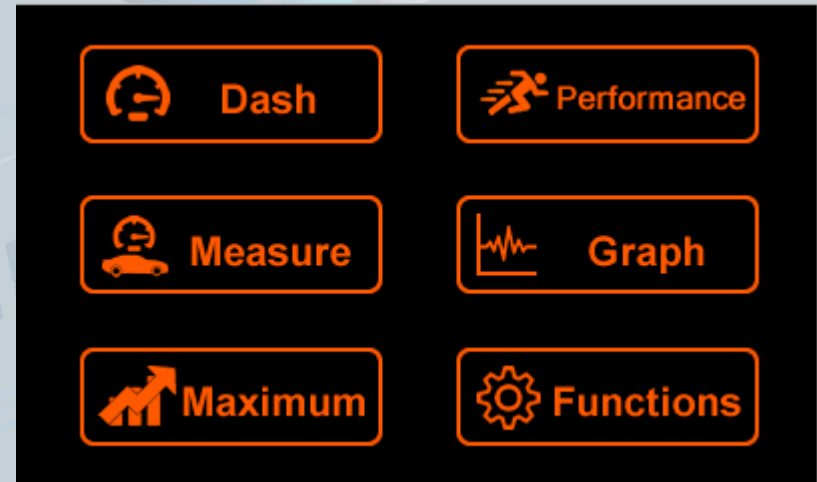 Dash
Performance
Measure
Graph
Maximum
Functions